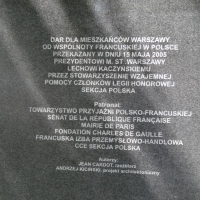 DAR DLA MIESZKAŃCÓW WARSZAWY
OD WSPÓLNOTY FRANCUSKIEJ W POLSCE
PRZEKAZANY W DNIU 15 MAJA 2005
PREZYDENTOWI M. ST. WARSZAWY
LECHOWI KACZYŃSKIEMU
PRZEZ STOWARZYSZENIE WZAJEMNEJ
POMOCY CZŁONKÓW LEGII HONOROWEJ
SEKCJA POLSKA
Patronat:
TOWARZYSTWO PRZYJAŹNI POLSKO-FRANCUSKIEJ
SÉNAT DE LA RÉPUBLIQUE FRANÇAISE
MAIRIE DE PARIS
FONDATION CHARLES DE GAULLE
FRANCUSKA IZBA PRZEMYSŁOWO-HANDLOWA
CCE SEKCJA POLSKA
Autorzy:
JEAN CARDOT, rzeźbiarz
ANDRZEJ KICIŃSKI, projekt architektoniczny